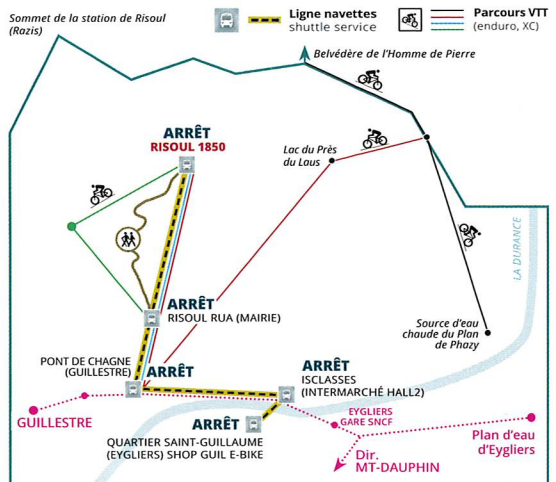 Sommet de la station de Risoul
(Razis)
Ligne navettes
shuttle service
Parcours VTT
(enduro, XC)
Belvédère de l'Homme de Pierre
ARRÊT
RISOUL 1850
Lac du Près
du Laus
LA DURANCE
ARRÊT
RISOUL RUA (MAIRIE)
Source d'eau
chaude du Plan
de Phazy
PONT DE CHAGNE
(GUILLESTRE)
ARRÊT
ARRÊT
ISCLASSES
(INTERMARCHÉ HALL2)
GUILLESTRE
ARRÊT
QUARTIER SAINT-GUILLAUME
(EYGLIERS) SHOP GUIL E-BIKE
EYGLIERS
GARE SNCF
Plan d'eau
d'Eygliers
Dir.
MT-DAUPHIN